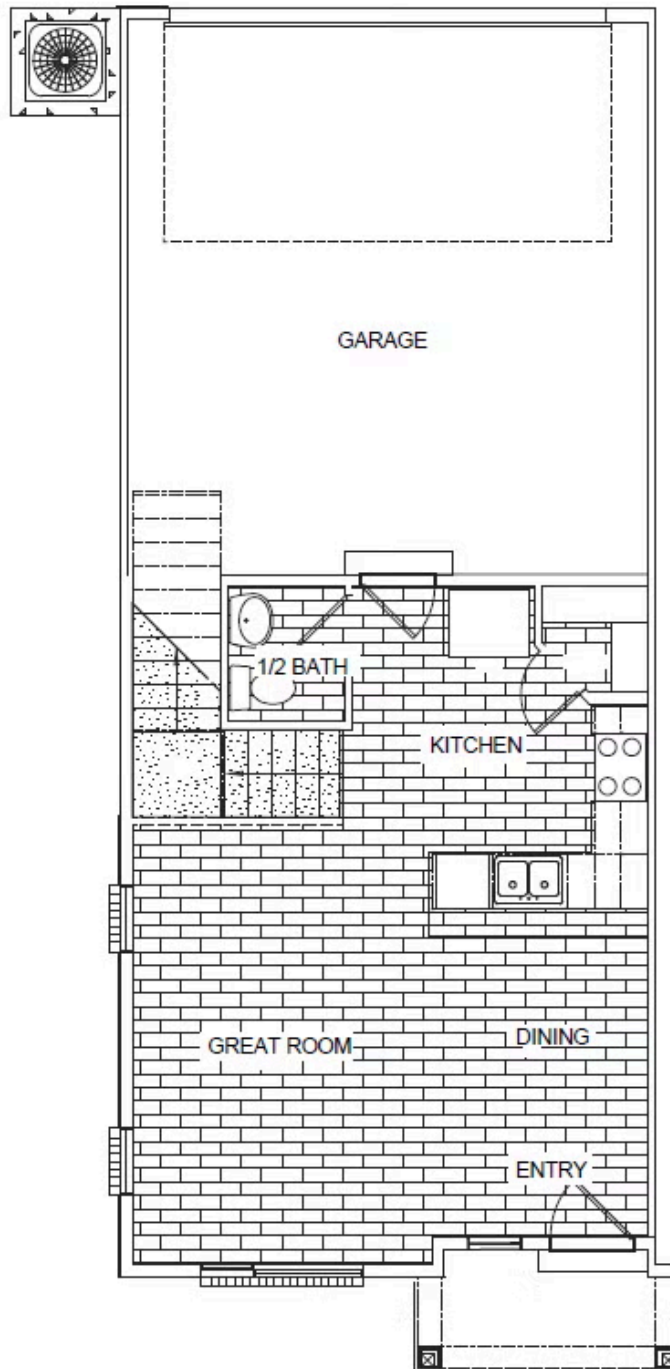 GARAGE
1/2 BATH
KITCHEN
GREAT ROOM
DINING
ENTRY